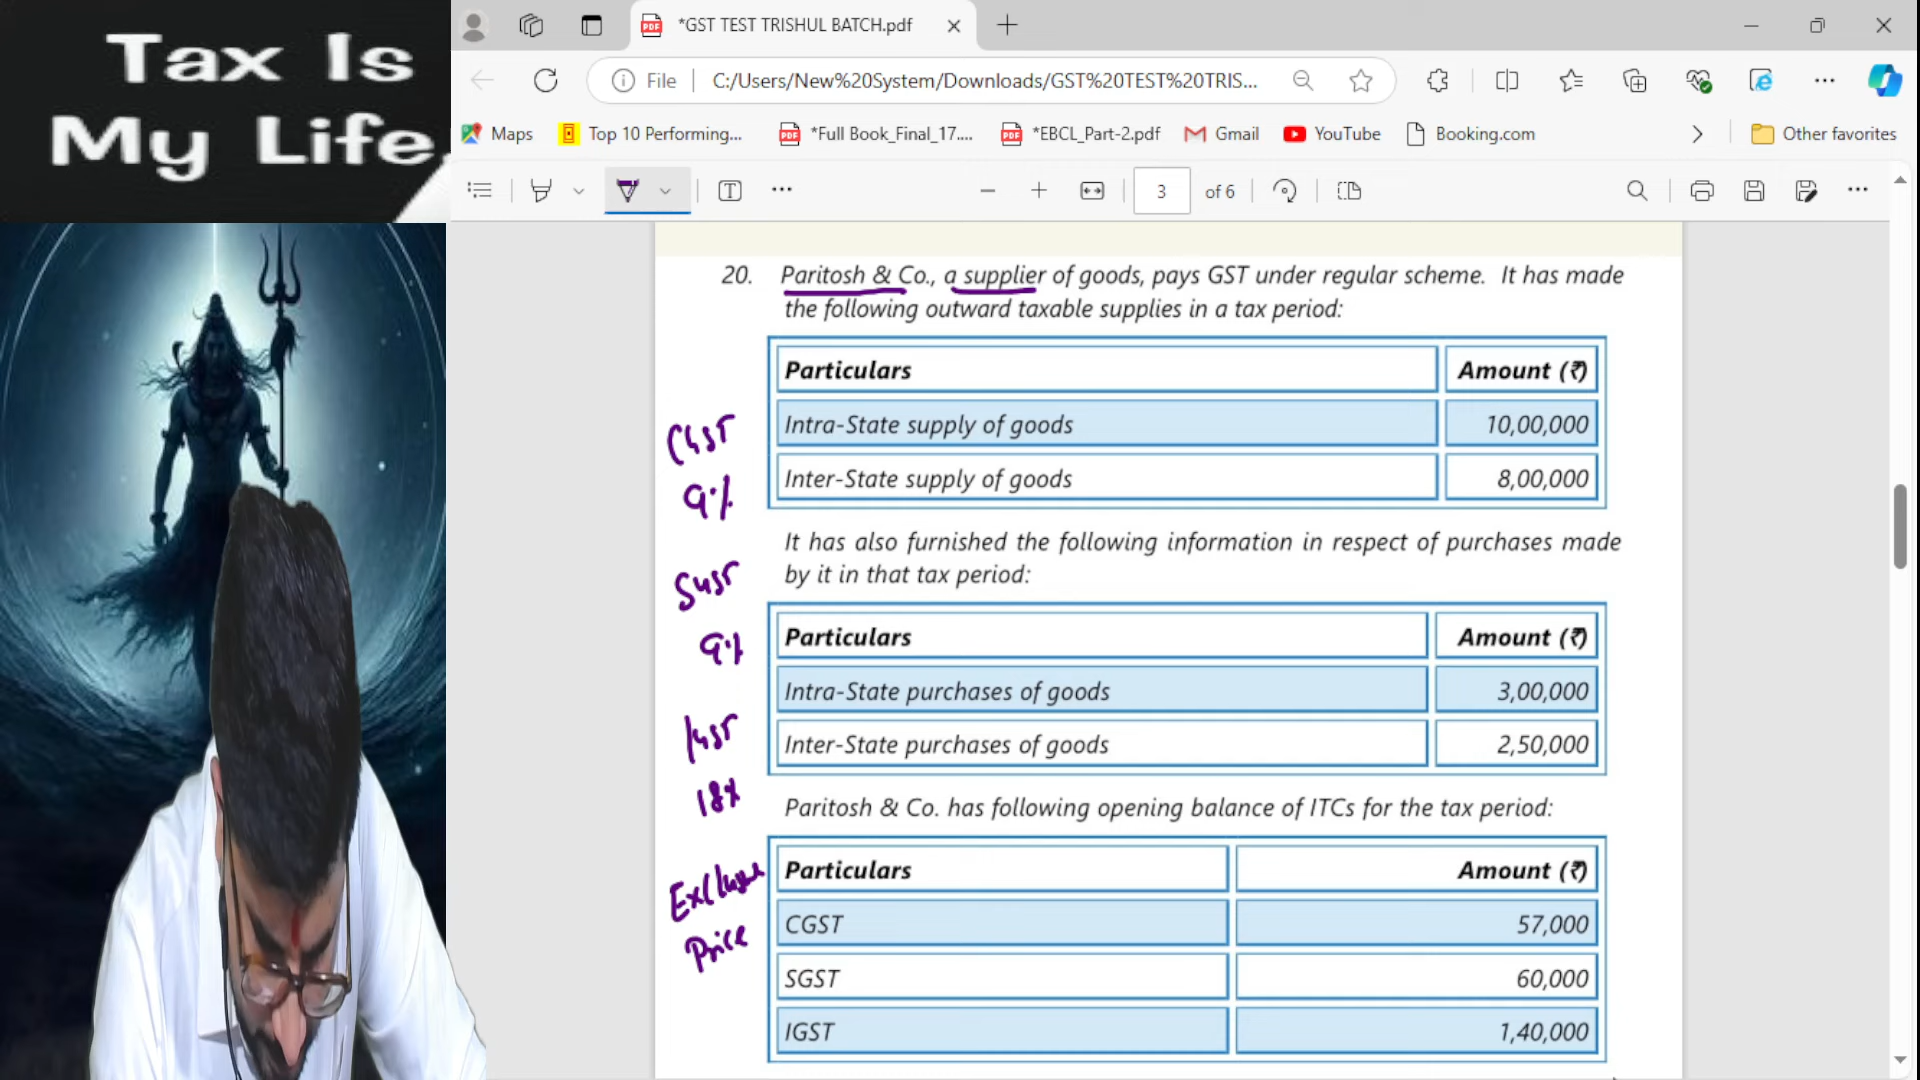 Tax Is
My Life.
*GST TEST TRISHUL BATCH.pdf
File
C:/Users/New%20System/Downloads/GST%20TEST%20TRIS...
Maps
Top 10 Performing...
*Full Book_Final_17....
*EBCL_Part-2.pdf
Gmail
YouTube
Booking.com
Other favorites
3 of 6
20. Paritosh & Co., a supplier of goods, pays GST under regular scheme. It has made
the following outward taxable supplies in a tax period:
Particulars Amount (₹)
Intra-State supply of goods 10,00,000
Inter-State supply of goods 8,00,000
It has also furnished the following information in respect of purchases made
by it in that tax period:
Particulars Amount (₹)
Intra-State purchases of goods 3,00,000
Inter-State purchases of goods 2,50,000
Paritosh & Co. has following opening balance of ITCs for the tax period:
Particulars Amount (₹)
CGST 57,000
SGST 60,000
IGST 1,40,000
CGST
9%
SGST
9%
IGST
18%
Exclusive
Price